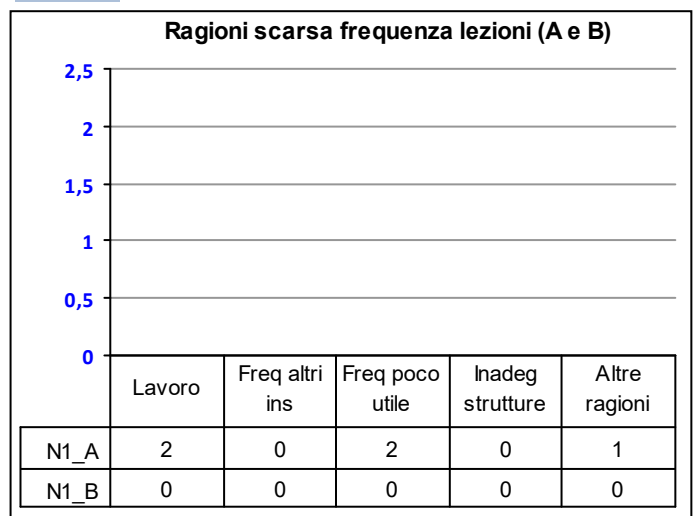 Ragioni scarsa frequenza lezioni (A e B)
2,5
2
1,5
1
0,5
0
Lavoro Freq altri ins Freq poco utile Inadeg strutture Altre ragioni
N1_A 2 0 2 0 1
N1_B 0 0 0 0 0